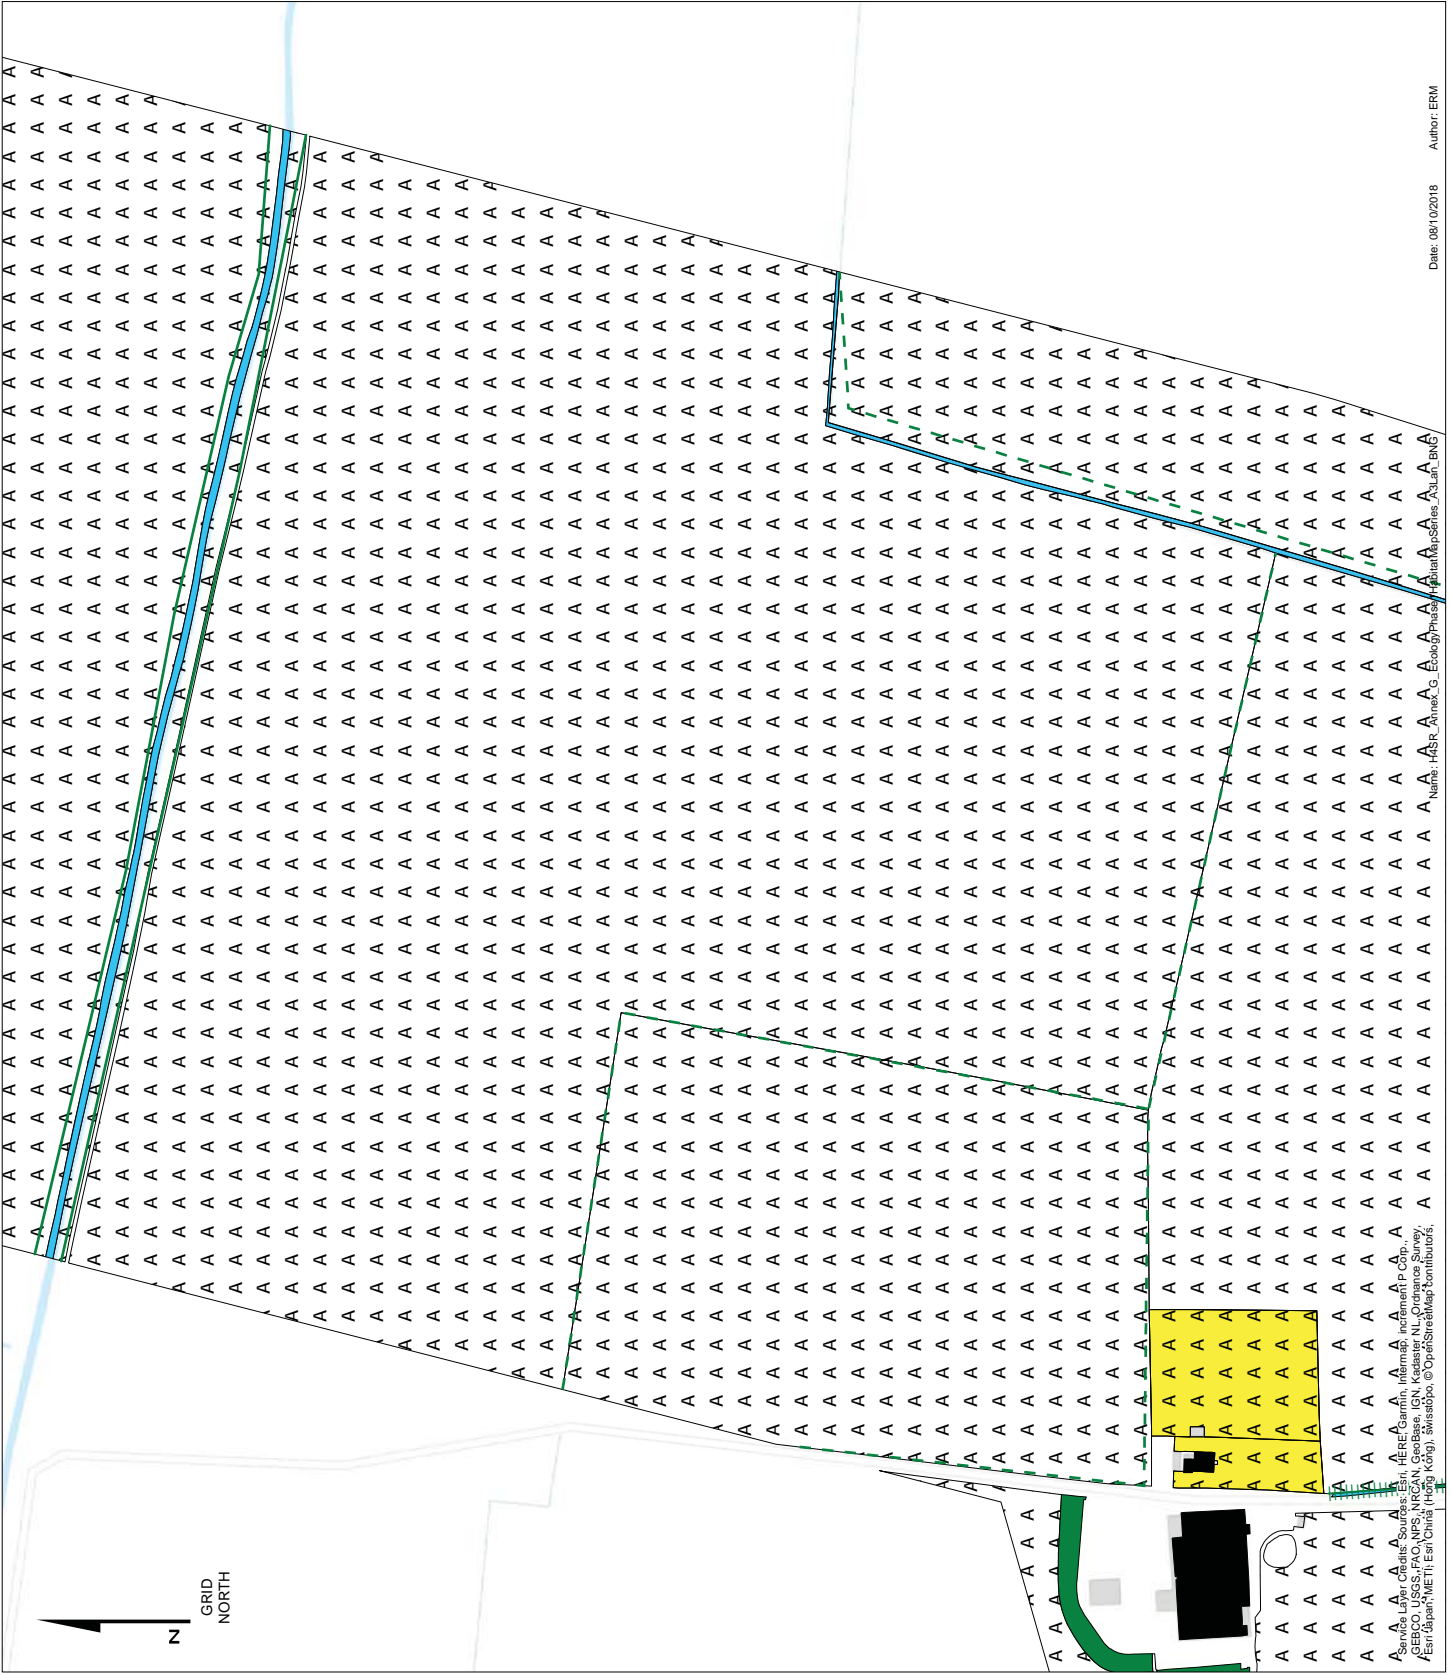 GRID
NORTH
N
Date: 08/10/2018
Author: ERM
Name: H4SR_Annex_G_EcologyPhase1HabitatMapSeries_A3Lan_BNG
Service Layer Credits: Sources: Esri, HERE, Garmin, Intermap, increment P Corp.,
GEBCO, USGS, FAO, NPS, NRCAN, GeoBase, IGN, Kadaster NL, Ordnance Survey,
Esri Japan, METI, Esri China (Hong Kong), swisstopo, © OpenStreetMap contributors,